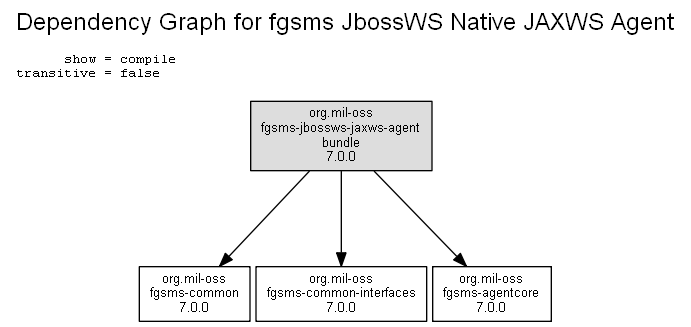 Dependency Graph for fgsms JbossWS Native JAXWS Agent
show = compile
transitive = false
org.mil-oss
fgsms-jbossws-jaxws-agent
bundle
7.0.0
org.mil-oss
fgsms-common
7.0.0
org.mil-oss
fgsms-common-interfaces
7.0.0
org.mil-oss
fgsms-agentcore
7.0.0